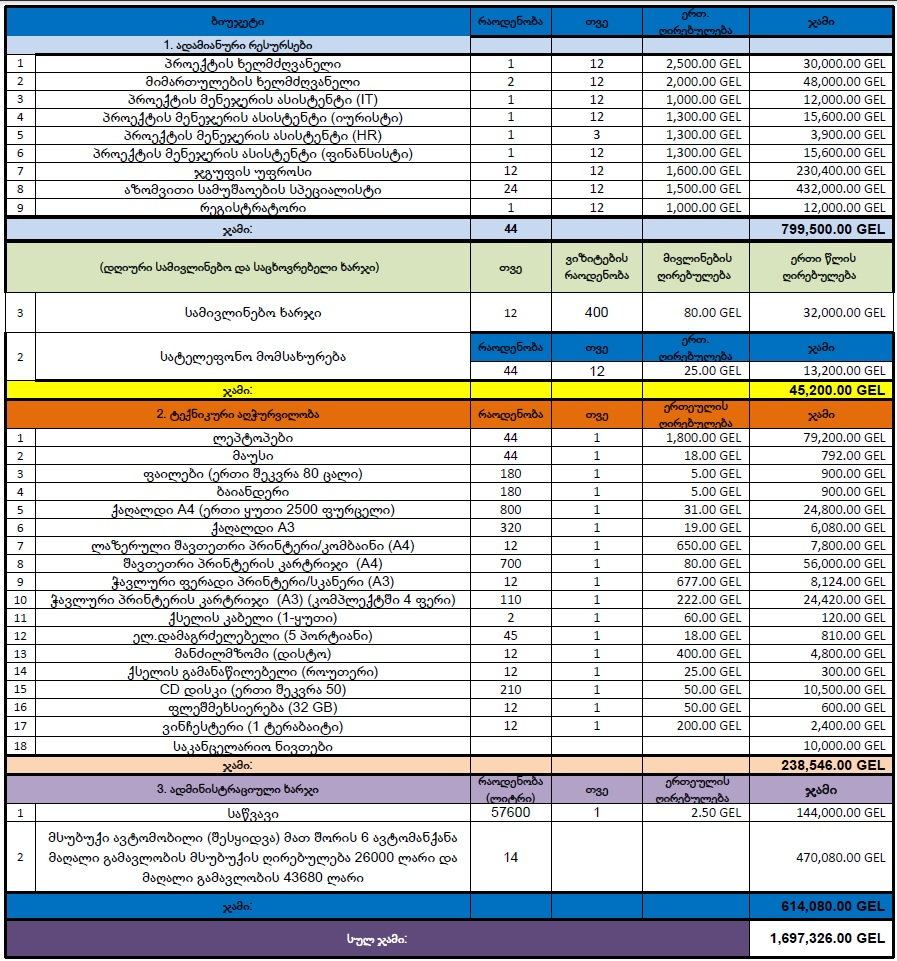 ბიუჯეტი რაოდენობა თვე ერთ. ღირებულება ჯამი
1. ადამიანური რესურსები
1 პროექტის ხელმძღვანელი 1 12 2,500.00 GEL 30,000.00 GEL
2 მიმართულების ხელმძღვანელი 2 12 2,000.00 GEL 48,000.00 GEL
3 პროექტის მენეჯერის ასისტენტი (IT) 1 12 1,000.00 GEL 12,000.00 GEL
4 პროექტის მენეჯერის ასისტენტი (იურისტი) 1 12 1,300.00 GEL 15,600.00 GEL
5 პროექტის მენეჯერის ასისტენტი (HR) 1 3 1,300.00 GEL 3,900.00 GEL
6 პროექტის მენეჯერის ასისტენტი (ფინანსისტი) 1 12 1,300.00 GEL 15,600.00 GEL
7 ჯგუფის უფროსი 12 12 1,600.00 GEL 230,400.00 GEL
8 აზომვითი სამუშაოების სპეციალისტი 24 12 1,500.00 GEL 432,000.00 GEL
9 რეგისტრატორი 1 12 1,000.00 GEL 12,000.00 GEL
ჯამი: 44 799,500.00 GEL
(დღიური სამივლინებო და საცხოვრებელი ხარჯი) თვე ვიზიტების რაოდენობა მივლინების ღირებულება ერთი წლის ღირებულება
3 სამივლინებო ხარჯი 12 400 80.00 GEL 32,000.00 GEL
2 სატელეფონო მომსახურება რაოდენობა თვე ერთ. ღირებულება ჯამი
44 12 25.00 GEL 13,200.00 GEL
ჯამი: 45,200.00 GEL
2. ტექნიკური აღჭურვილობა რაოდენობა თვე ერთეულის ღირებულება ჯამი
1 ლეპტოპები 44 1 1,800.00 GEL 79,200.00 GEL
2 მაუსი 44 1 18.00 GEL 792.00 GEL
3 ფაილები (ერთი შეკვრა 80 ცალი) 180 1 5.00 GEL 900.00 GEL
4 ბაიანდერი 180 1 5.00 GEL 900.00 GEL
5 ქაღალდი A4 (ერთი ყუთი 2500 ფურცელი) 800 1 31.00 GEL 24,800.00 GEL
6 ქაღალდი A3 320 1 19.00 GEL 6,080.00 GEL
7 ლაზერული შავთეთრი პრინტერი/კომბაინი (A4) 12 1 650.00 GEL 7,800.00 GEL
8 შავთეთრი პრინტერის კარტრიჯი (A4) 700 1 80.00 GEL 56,000.00 GEL
9 ჭავლური ფერადი პრინტერი/სკანერი (A3) 12 1 677.00 GEL 8,124.00 GEL
10 ჭავლური პრინტერის კარტრიჯი (A3) (კომპლექტში 4 ფერი) 110 1 222.00 GEL 24,420.00 GEL
11 ქსელის კაბელი (1-ყუთი) 2 1 60.00 GEL 120.00 GEL
12 ელ.დამაგრძელებელი (5 პორტიანი) 45 1 18.00 GEL 810.00 GEL
13 მანძილმზომი (დისტო) 12 1 400.00 GEL 4,800.00 GEL
14 ქსელის გამანაწილებელი (როუთერი) 12 1 25.00 GEL 300.00 GEL
15 CD დისკი (ერთი შეკვრა 50) 210 1 50.00 GEL 10,500.00 GEL
16 ფლეშმეხსიერება (32 GB) 12 1 50.00 GEL 600.00 GEL
17 ვინჩესტერი (1 ტერაბაიტი) 12 1 200.00 GEL 2,400.00 GEL
18 საკანცელარიო ნივთები 10,000.00 GEL
ჯამი: 238,546.00 GEL
3. ადმინისტრაციული ხარჯი რაოდენობა (ლიტრი) თვე ერთეულის ღირებულება ჯამი
1 საწვავი 57600 1 2.50 GEL 144,000.00 GEL
2 მსუბუქი ავტომობილი (შესყიდვა) მათ შორის 6 ავტომანქანა
მაღალი გამავლობის მსუბუქის ღირებულება 26000 ლარი და 14 470,080.00 GEL
მაღალი გამავლობის 43680 ლარი
ჯამი: 614,080.00 GEL
სულ ჯამი: 1,697,326.00 GEL